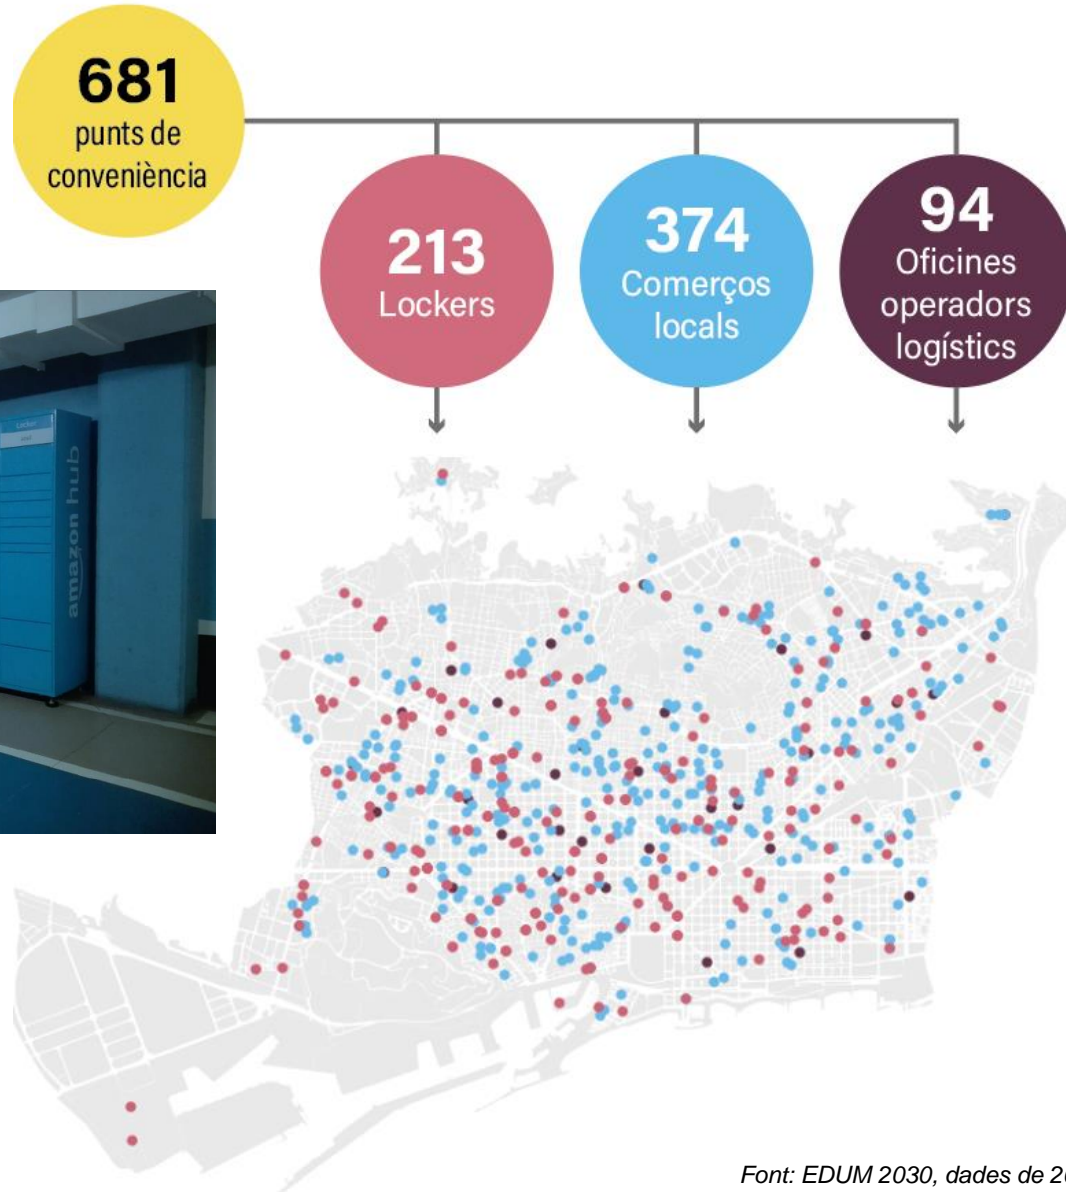 681
punts de
conveniència
213
Lockers
374
Comerços
locals
94
Oficines
operadors
logístics
Locker
amazon hub
Font: EDUM 2030, dades de